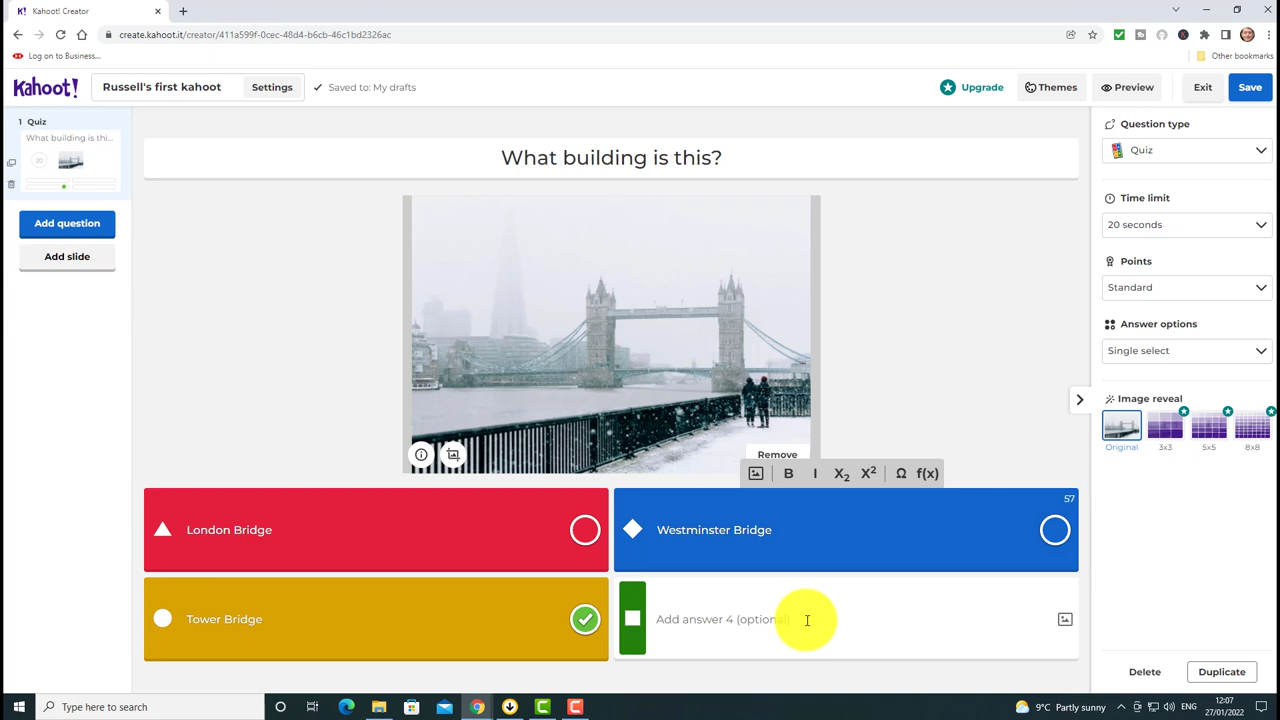 Kahoot! Creator
create.kahoot.it/creator/411a599f-0cec-48d4-b6cb-46c1bd2326ac
Log on to Business...
Other bookmarks
Kahoot!
Russell's first kahoot
Settings
Saved to: My drafts
Upgrade
Themes
Preview
Exit
Save
1 Quiz
What building is thi...
20
Add question
Add slide
What building is this?
Remove
B I X₂ X² Ω f(x)
London Bridge
57
Westminster Bridge
Tower Bridge
Add answer 4 (optional)
Question type
Quiz
Time limit
20 seconds
Points
Standard
Answer options
Single select
Image reveal
Original 3x3 5x5 8x8
Delete
Duplicate
Type here to search
9°C Partly sunny
ENG
12:07
27/01/2022